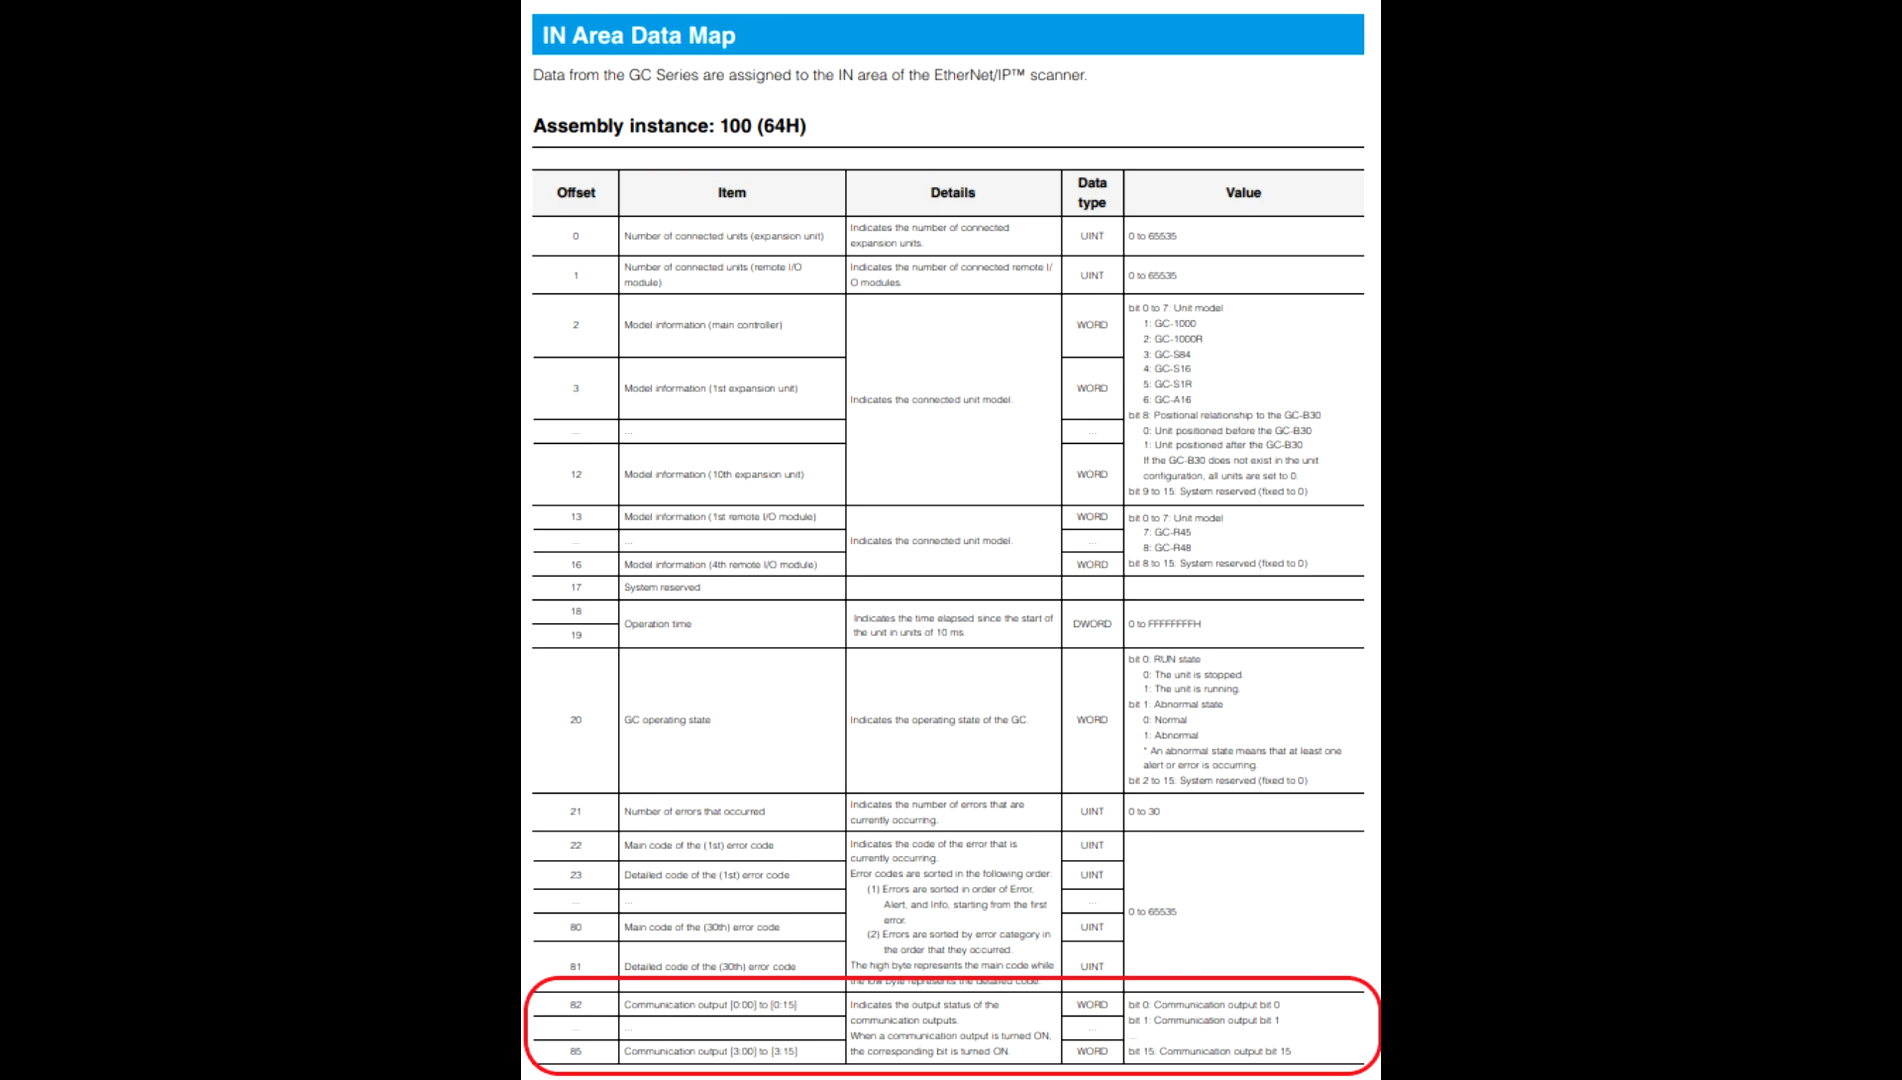 IN Area Data Map
Data from the GC Series are assigned to the IN area of the EtherNet/IP™ scanner.
Assembly instance: 100 (64H)
Offset Item Details Data type Value
0 Number of connected units (expansion unit) Indicates the number of connected expansion units. UINT 0 to 65535
1 Number of connected units (remote I/O module) Indicates the number of connected remote I/O modules. UINT 0 to 65535
2 Model information (main controller) WORD
3 Model information (1st expansion unit) WORD
... ... ...
12 Model information (10th expansion unit) WORD
Indicates the connected unit model.
bit 0 to 7: Unit model
1: GC-1000
2: GC-1000R
3: GC-S84
4: GC-S16
5: GC-S1R
6: GC-A16
bit 8: Positional relationship to the GC-B30
0: Unit positioned before the GC-B30
1: Unit positioned after the GC-B30
If the GC-B30 does not exist in the unit
configuration, all units are set to 0.
bit 9 to 15: System reserved (fixed to 0)
13 Model information (1st remote I/O module) WORD
... ... ...
16 Model information (4th remote I/O module) WORD
Indicates the connected unit model.
bit 0 to 7: Unit model
7: GC-R45
8: GC-R48
bit 8 to 15: System reserved (fixed to 0)
17 System reserved
18
19
Operation time
Indicates the time elapsed since the start of
the unit in units of 10 ms.
DWORD
0 to FFFFFFFFH
20 GC operating state Indicates the operating state of the GC. WORD
bit 0: RUN state
0: The unit is stopped.
1: The unit is running.
bit 1: Abnormal state
0: Normal
1: Abnormal
* An abnormal state means that at least one
alert or error is occurring.
bit 2 to 15: System reserved (fixed to 0)
21 Number of errors that occurred Indicates the number of errors that are currently occurring. UINT 0 to 30
22 Main code of the (1st) error code UINT
23 Detailed code of the (1st) error code UINT
... ... ...
80 Main code of the (30th) error code UINT
81 Detailed code of the (30th) error code UINT
Indicates the code of the error that is
currently occurring.
Error codes are sorted in the following order.
(1) Errors are sorted in order of Error,
Alert, and Info, starting from the first
error.
(2) Errors are sorted by error category in
the order that they occurred.
The high byte represents the main code while
the low byte represents the detailed code.
0 to 65535
82 Communication output [0:00] to [0:15] WORD
... ... ...
85 Communication output [3:00] to [3:15] WORD
Indicates the output status of the
communication outputs.
When a communication output is turned ON,
the corresponding bit is turned ON.
bit 0: Communication output bit 0
bit 1: Communication output bit 1
...
bit 15: Communication output bit 15